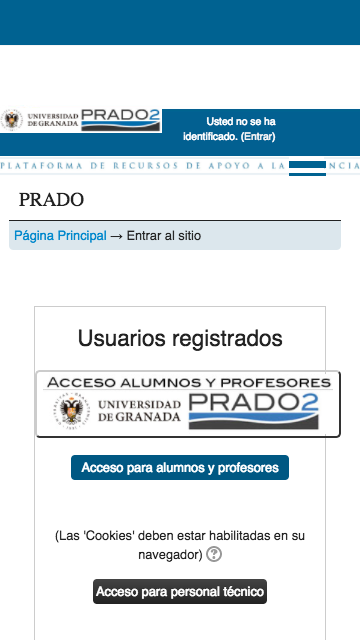 UNIVERSIDAD
DE GRANADA
PRADO2
Usted no se ha
identificado. (Entrar)
PLATAFORMA DE RECURSOS DE APOYO A LA
NCIA
PRADO
Página Principal → Entrar al sitio
Usuarios registrados
ACCESO ALUMNOS Y PROFESORES
UNIVERSIDAD
DE GRANADA
PRADO2
Acceso para alumnos y profesores
(Las 'Cookies' deben estar habilitadas en su
navegador)
Acceso para personal técnico